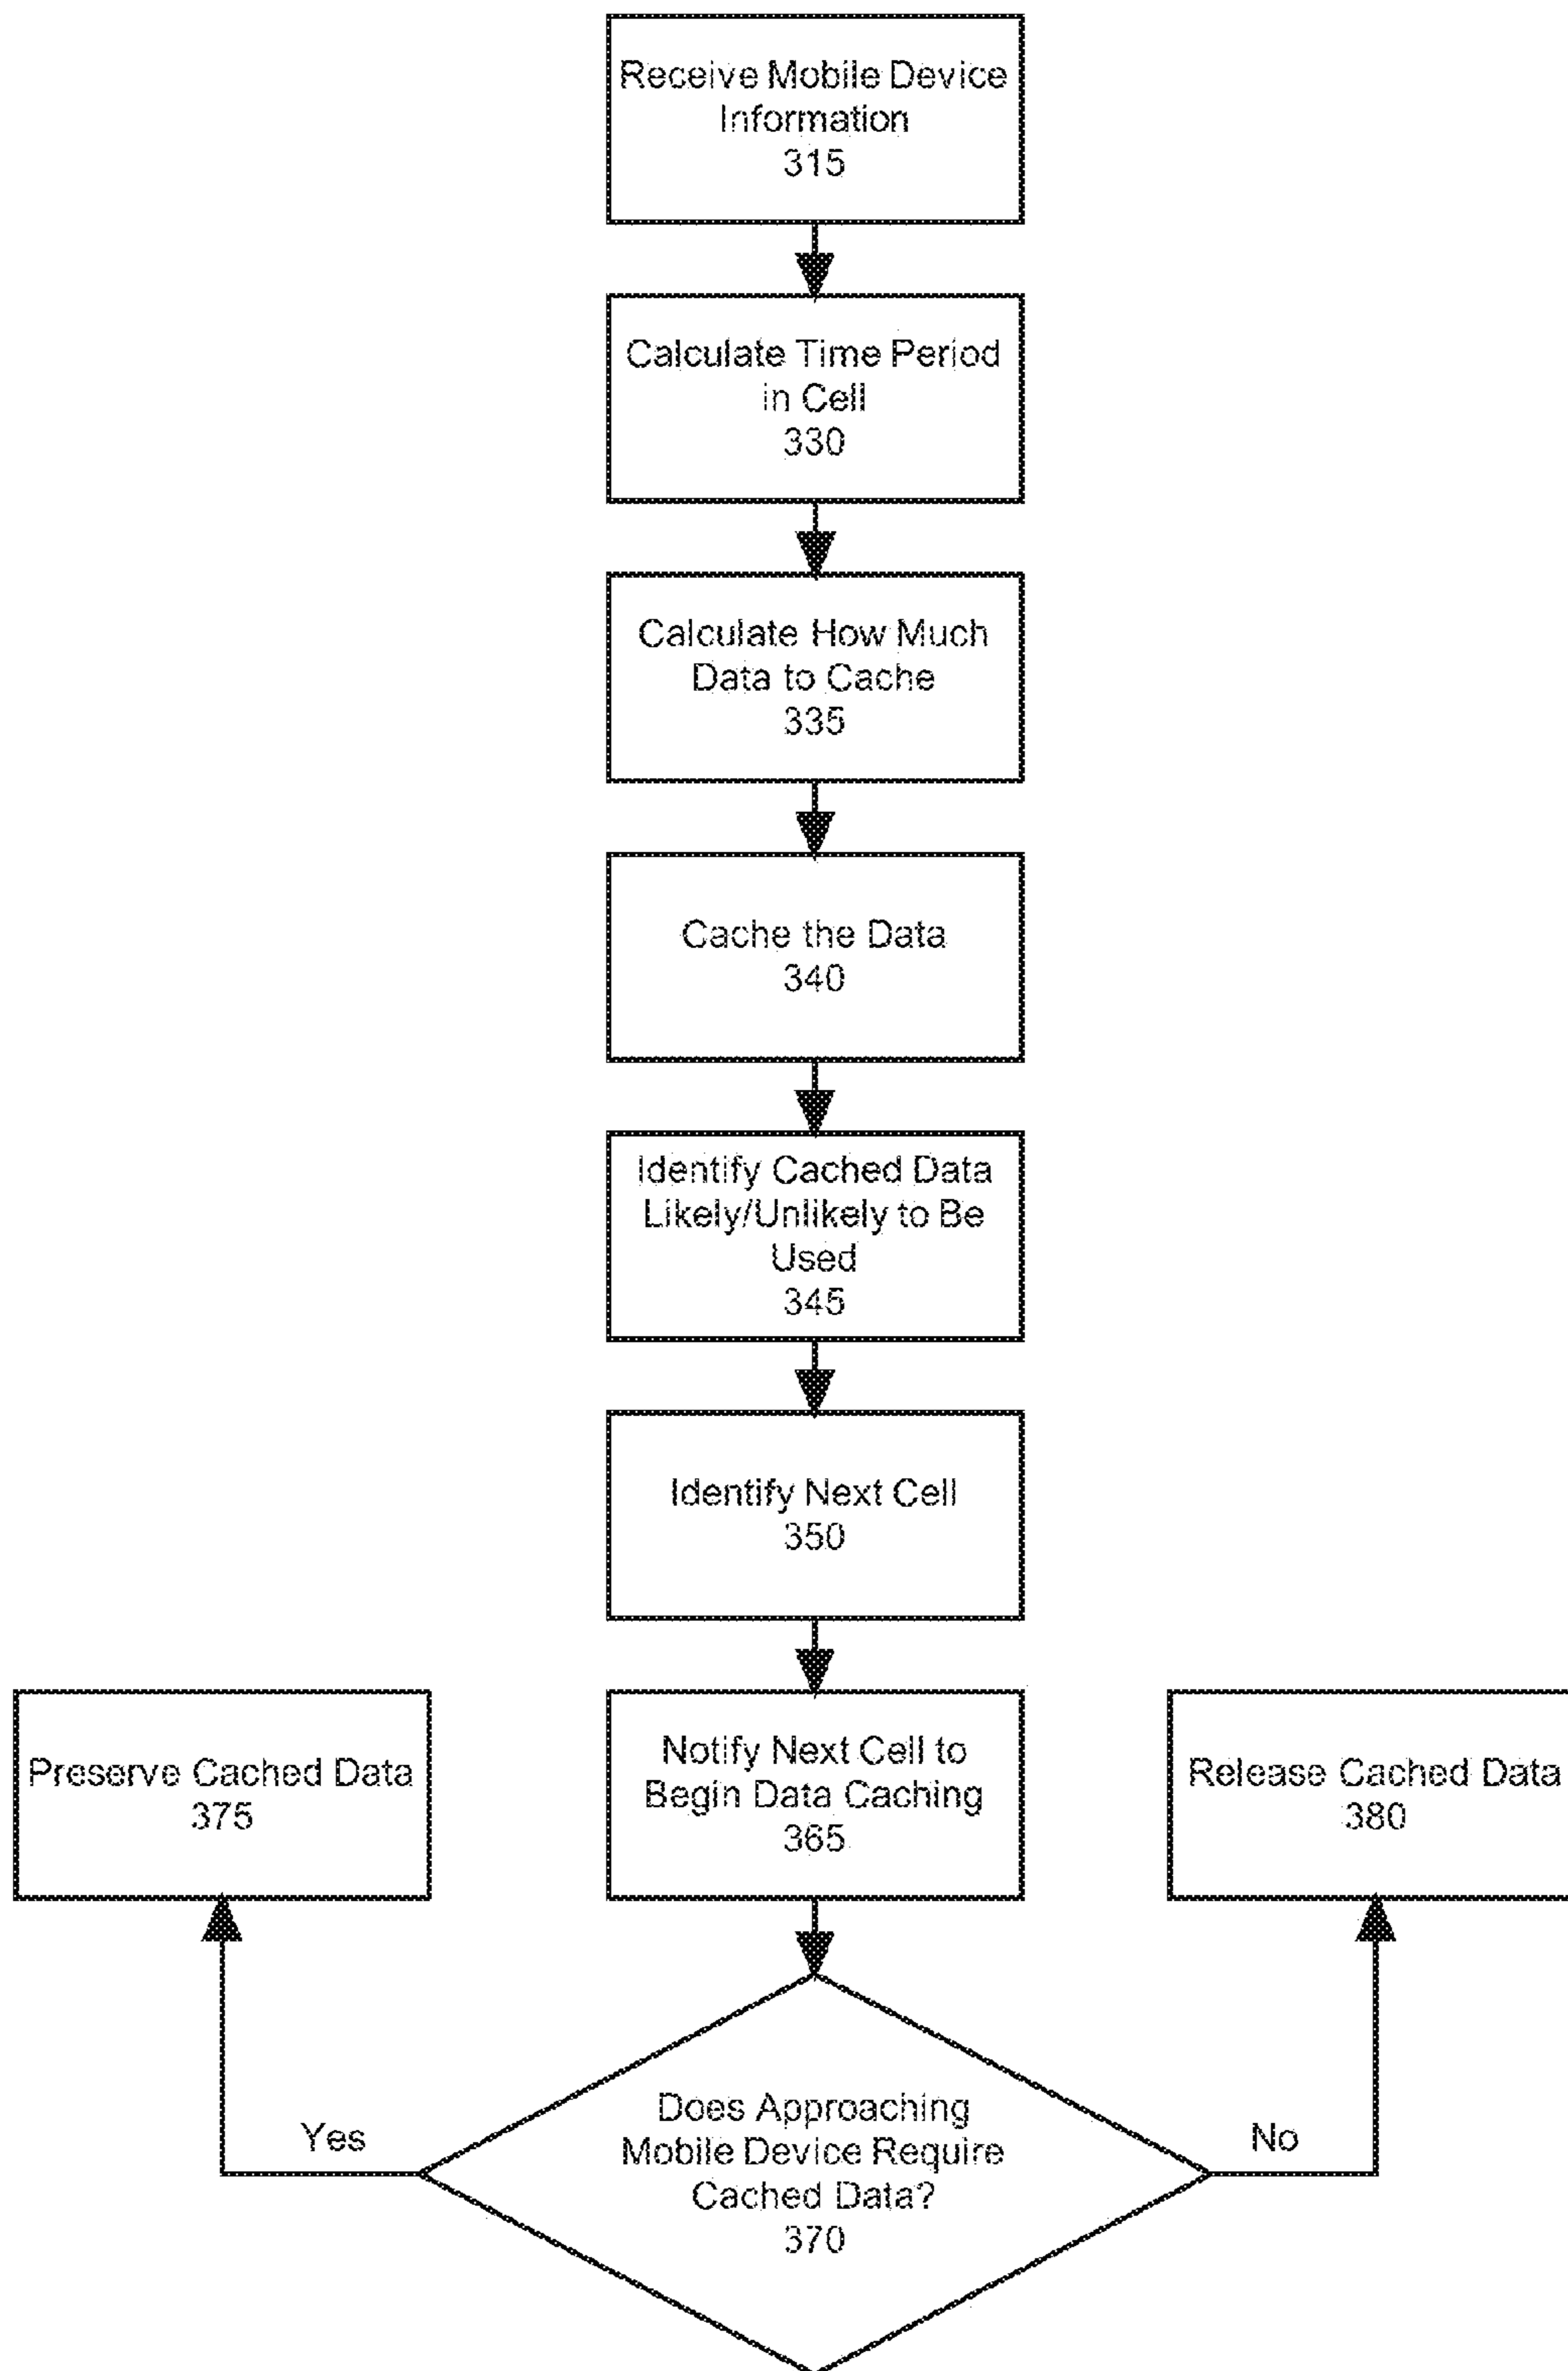 Receive Mobile Device
Information
315
Calculate Time Period
in Cell
330
Calculate How Much
Data to Cache
335
Cache the Data
340
Identify Cached Data
Likely/Unlikely to Be
Used
345
Identify Next Cell
350
Preserve Cached Data
375
Notify Next Cell to
Begin Data Caching
365
Release Cached Data
380
Yes
Does Approaching
Mobile Device Require
Cached Data?
370
No